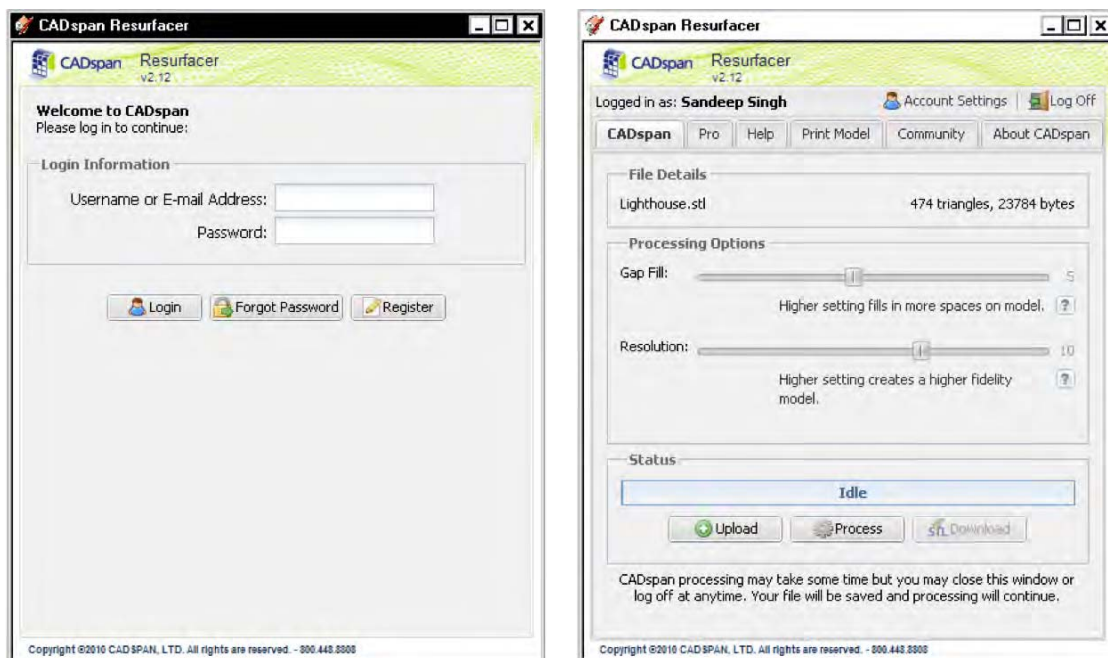 CADspan Resurfacer
CADspan Resurfacer
v2.12
Welcome to CADspan
Please log in to continue:
Login Information
Username or E-mail Address:
Password:
Login Forgot Password Register
Copyright ©2010 CADSPAN, LTD. All rights are reserved. - 800.448.8808
CADspan Resurfacer
CADspan Resurfacer
v2.12
Logged in as: Sandeep Singh Account Settings | Log Off
CADspan Pro Help Print Model Community About CADspan
File Details
Lighthouse.stl 474 triangles, 23784 bytes
Processing Options
Gap Fill: 5
Higher setting fills in more spaces on model. ?
Resolution: 10
Higher setting creates a higher fidelity ?
model.
Status
Idle
Upload Process STL Download
CADspan processing may take some time but you may close this window or
log off at anytime. Your file will be saved and processing will continue.
Copyright ©2010 CADSPAN, LTD. All rights are reserved. - 800.448.8808